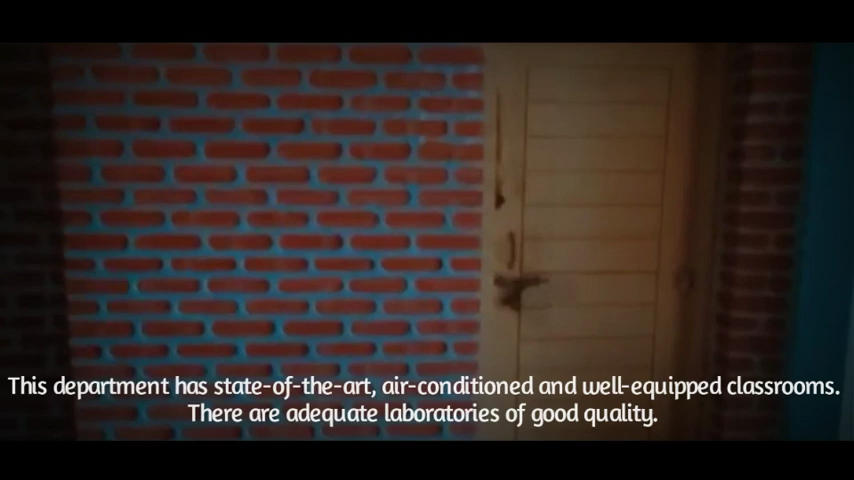 This department has state-of-the-art, air-conditioned and well-equipped classrooms.
There are adequate laboratories of good quality.